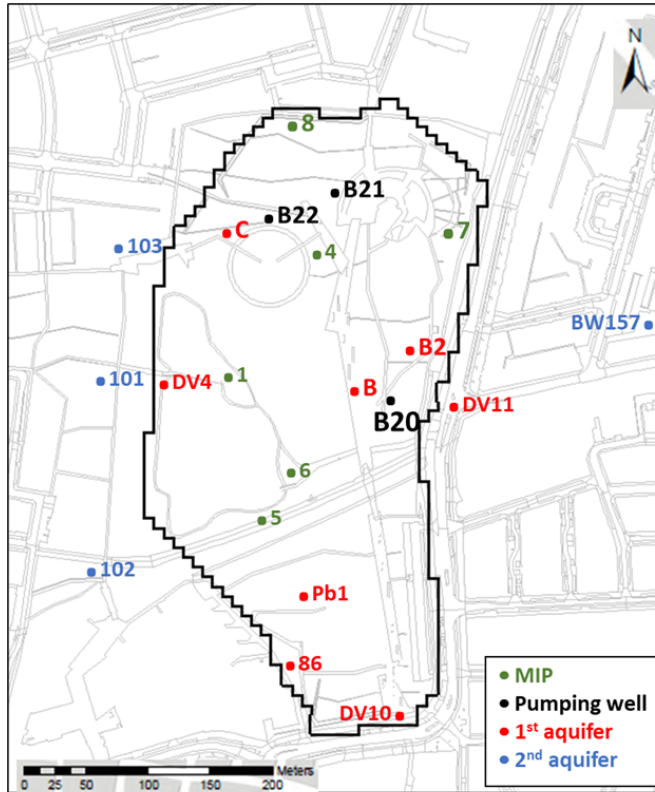 N
8
B21
B22
C
7
103
4
BW157
B2
101
DV4
1
B
DV11
B20
6
5
102
Pb1
86
DV10
MIP
Pumping well
1st aquifer
2nd aquifer
0 25 50 100 150 200
Meters